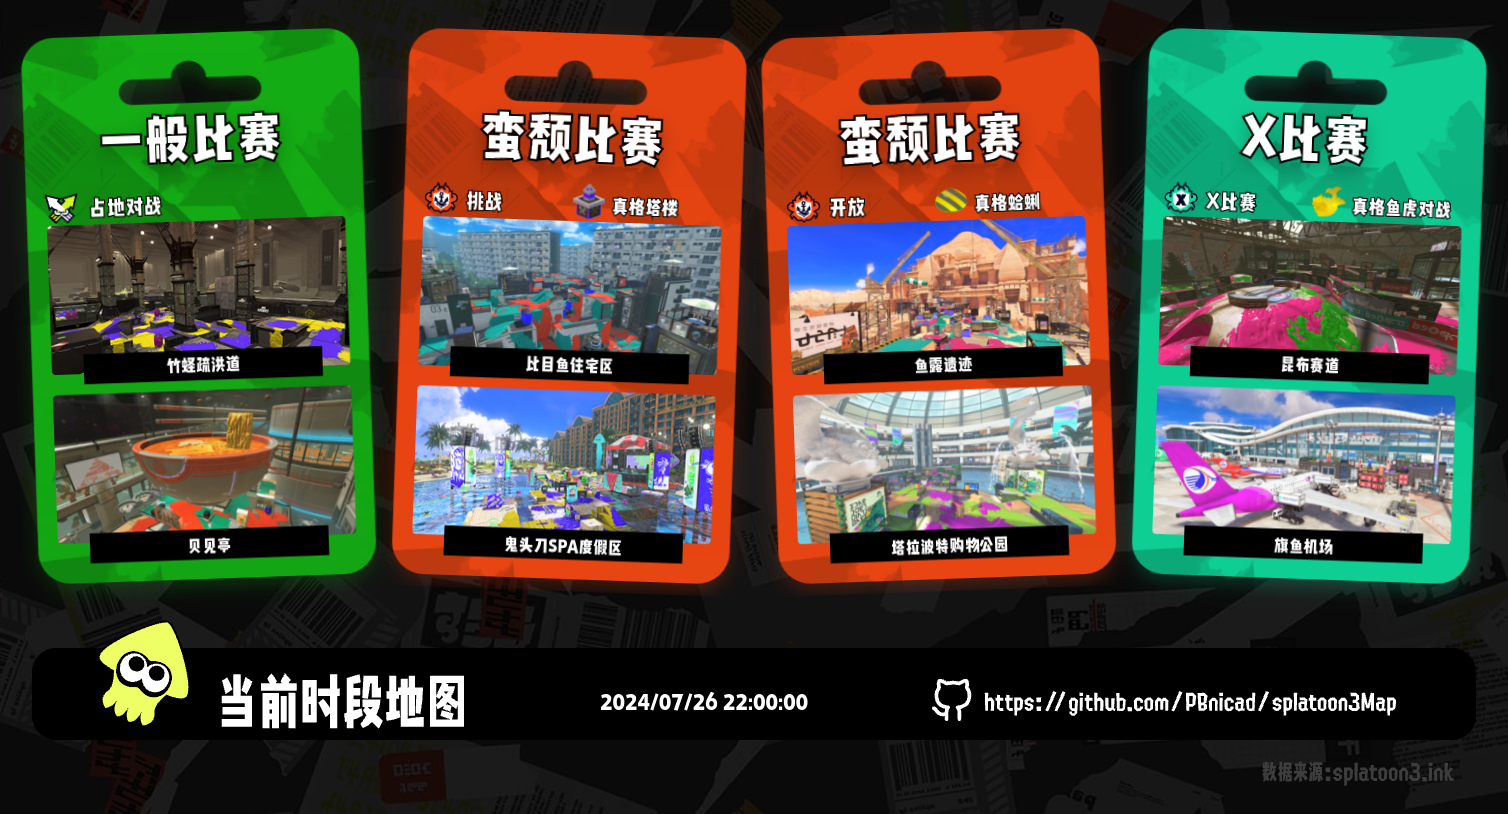 一般比赛
占地对战
竹蛏疏洪道
贝见亭
蛮颓比赛
挑战
真格塔楼
比目鱼住宅区
鬼头刀SPA度假区
蛮颓比赛
开放
真格蛤蜊
鱼露遗迹
塔拉波特购物公园
X比赛
X比赛
真格鱼虎对战
昆布赛道
旗鱼机场
当前时段地图
2024/07/26 22:00:00
https://github.com/PBnicad/splatoon3Map
数据来源:splatoon3.ink